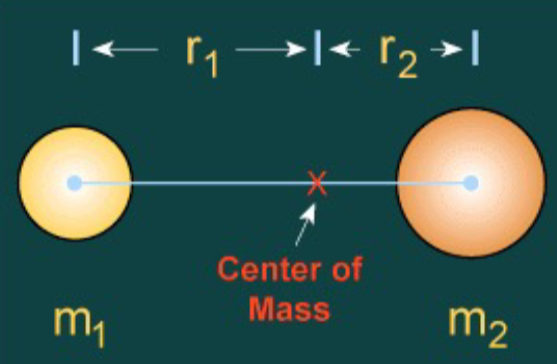 r₁ r₂
Center of
Mass
m₁ m₂